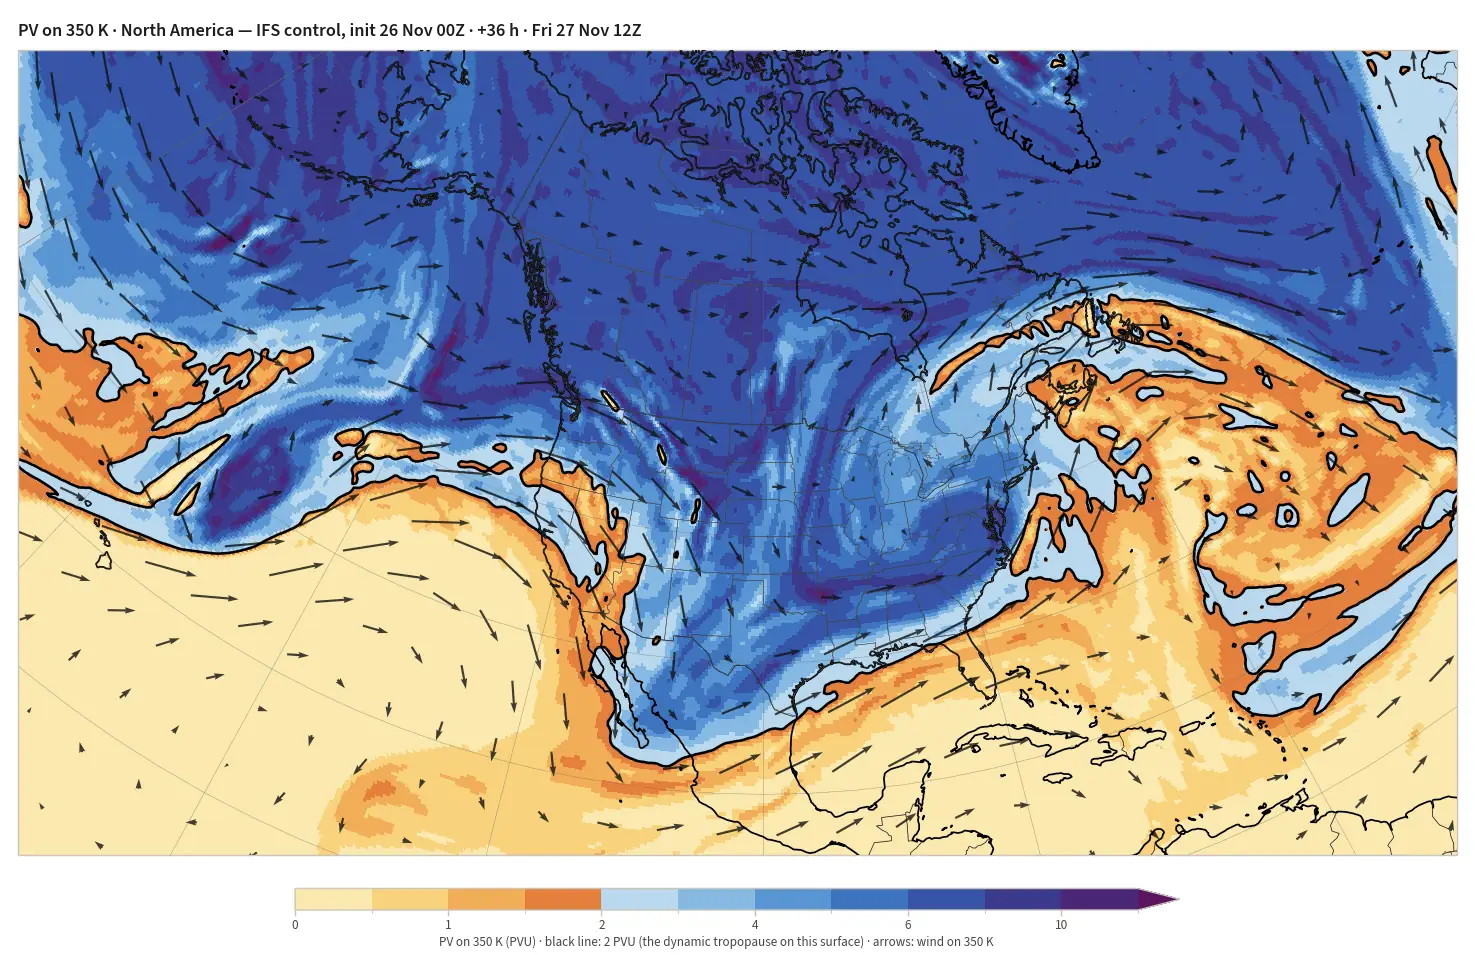 PV on 350 K · North America — IFS control, init 26 Nov 00Z · +36 h · Fri 27 Nov 12Z
0 1 2 4 6 10
PV on 350 K (PVU) · black line: 2 PVU (the dynamic tropopause on this surface) · arrows: wind on 350 K